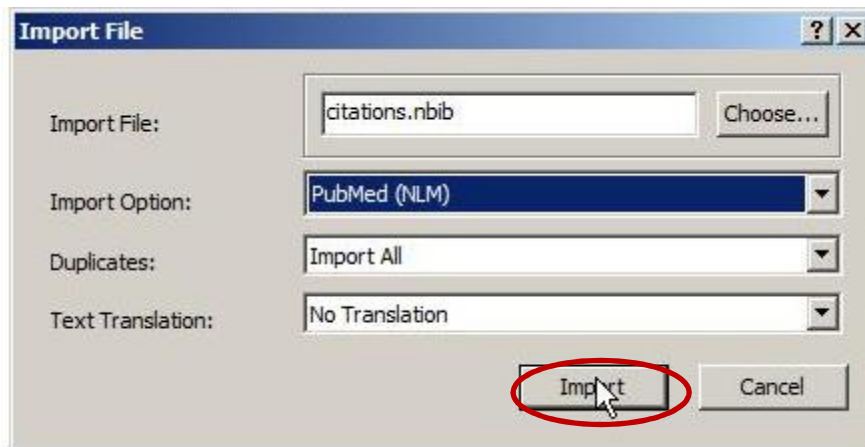 Import File
Import File: citations.nbib Choose...
Import Option: PubMed (NLM)
Duplicates: Import All
Text Translation: No Translation
Import Cancel